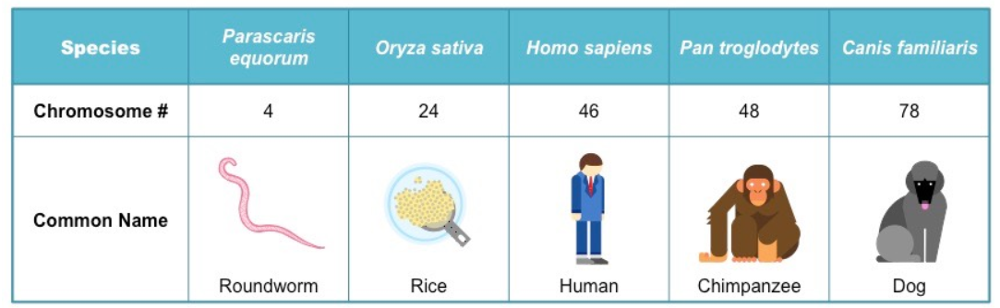 Species
Parascaris
equorum
Oryza sativa
Homo sapiens
Pan troglodytes
Canis familiaris
Chromosome #
4
24
46
48
78
Common Name
Roundworm
Rice
Human
Chimpanzee
Dog